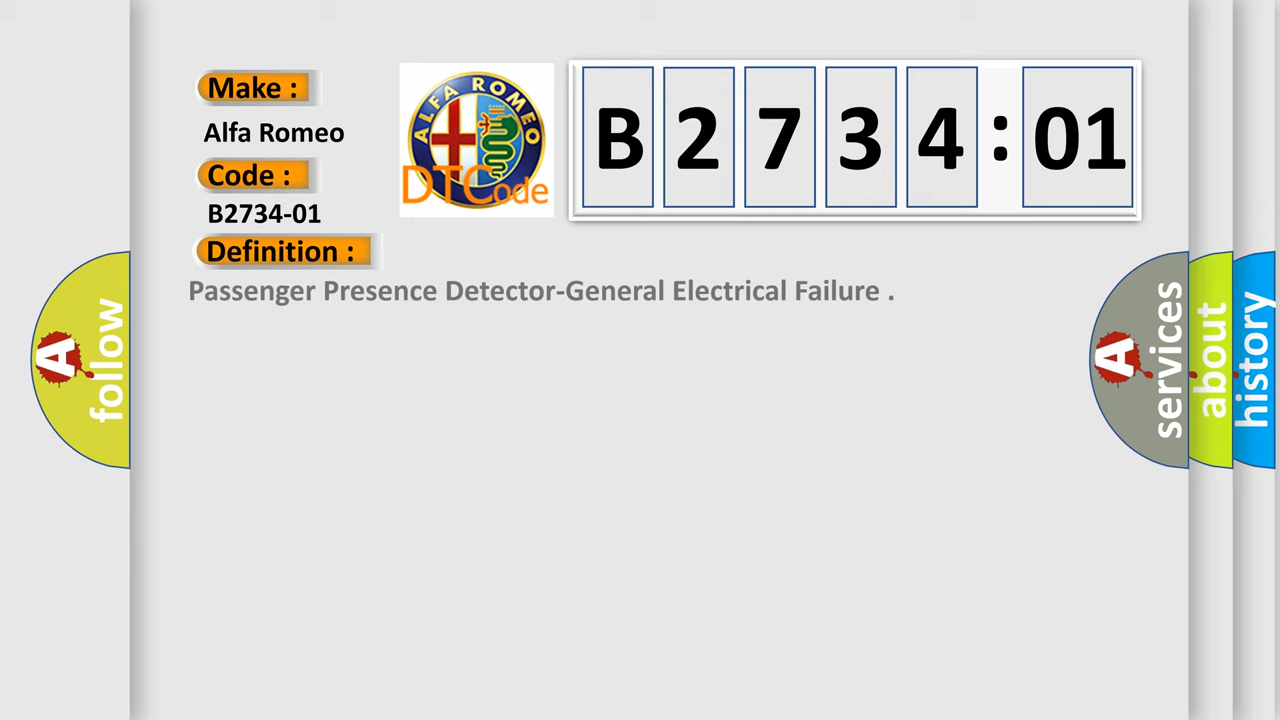 Make :
Alfa Romeo
Code :
B2734-01
Definition :
Passenger Presence Detector-General Electrical Failure .
ALFA ROMEO
DTCode
B 2 7 3 4 : 01
A follow
A services
about
history